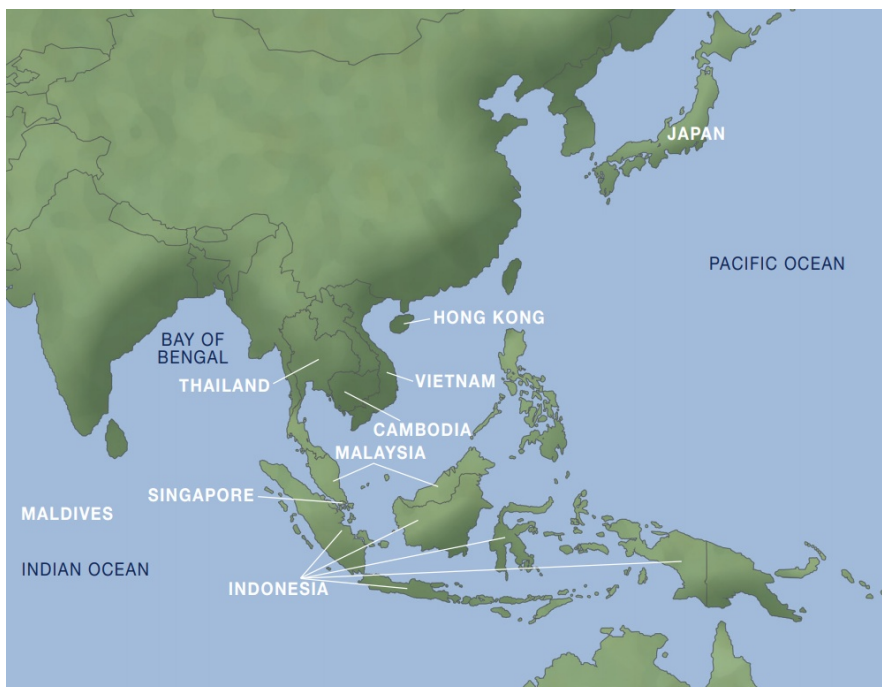 JAPAN
PACIFIC OCEAN
HONG KONG
BAY OF
BENGAL
THAILAND
VIETNAM
CAMBODIA
MALAYSIA
SINGAPORE
MALDIVES
INDIAN OCEAN
INDONESIA